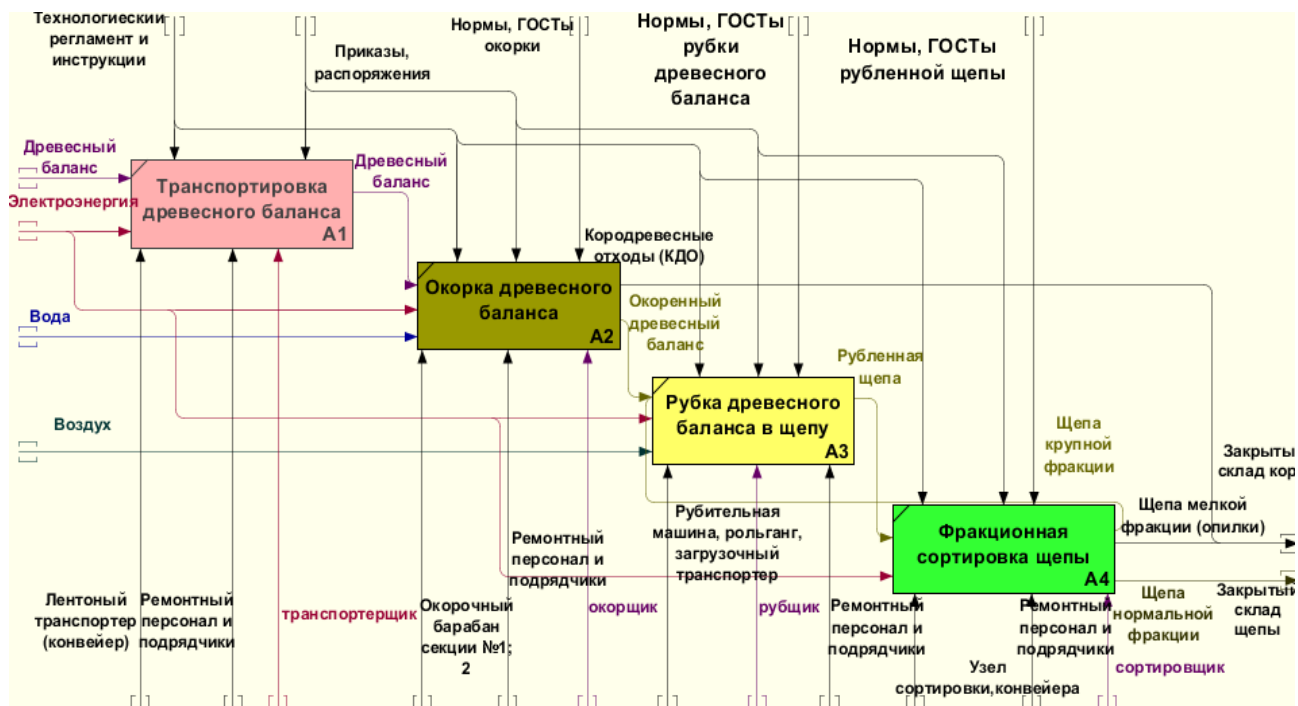 Технологиеский
регламент и
инструкции
Приказы,
распоряжения
Нормы, ГОСТы
окорки
Нормы, ГОСТы
рубки
древесного
баланса
Нормы, ГОСТы
рубленной щепы
Древесный
баланс
Электроэнергия
Транспортировка
древесного баланса
A1
Древесный
баланс
Вода
Окорка древесного
баланса
A2
Кородревесные
отходы (КДО)
Окоренный
древесный
баланс
Воздух
Рубка древесного
баланса в щепу
A3
Рубленная
щепа
Щепа
крупной
фракции
Закрыты
склад кор
Щепа мелкой
фракции (опилки)
Фракционная
сортировка щепы
A4
Закрытый
склад
щепы
Щепа
нормальной
фракции
Лентоный
транспортер
(конвейер)
Ремонтный
персонал и
подрядчики
транспортерщик
Окорочный
барабан
секции №1;
2
Ремонтный
персонал и
подрядчики
окорщик
Рубительная
машина, рольганг,
загрузочный
транспортер
рубщик
Ремонтный
персонал и
подрядчики
Узел
сортировки,конвейера
Ремонтный
персонал и
подрядчики
сортировщик